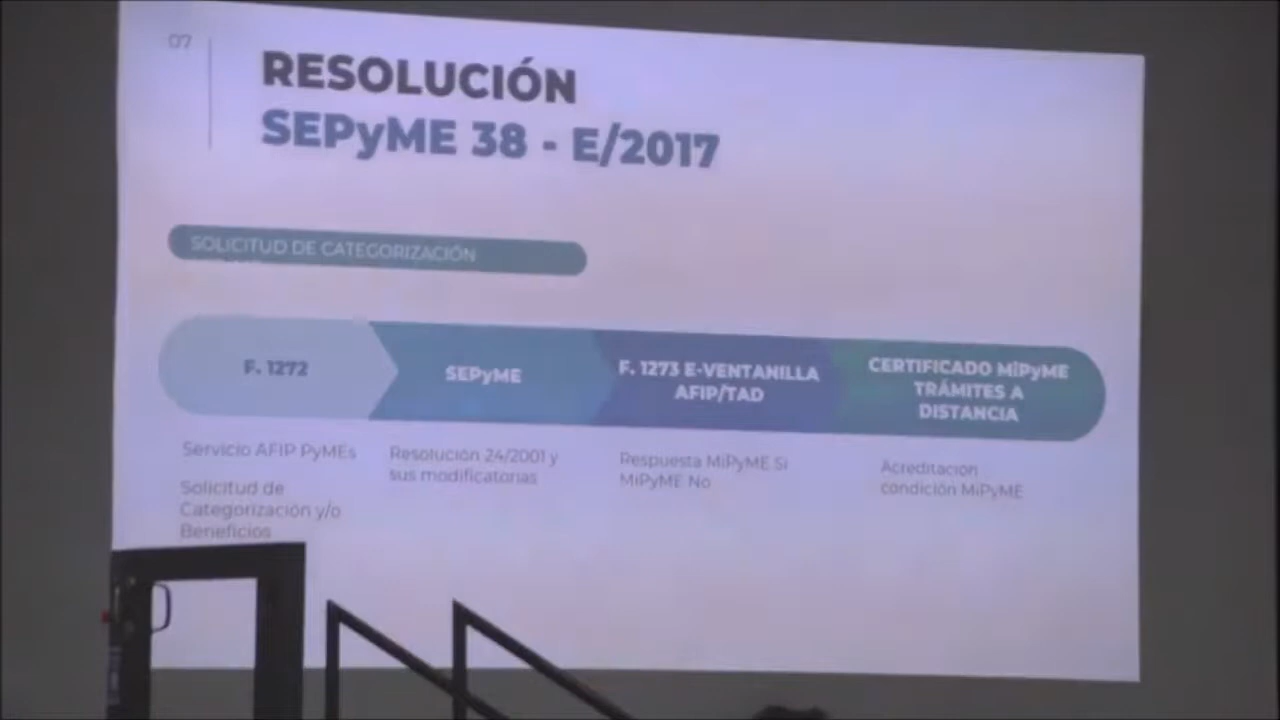 07
RESOLUCIÓN
SEPyME 38 - E/2017
SOLICITUD DE CATEGORIZACIÓN
F. 1272
SEPyME
F. 1273 E-VENTANILLA
AFIP/TAD
CERTIFICADO MiPyME
TRÁMITES A
DISTANCIA
Servicio AFIP PyMEs
Solicitud de
Categorización y/o
Beneficios
Resolución 24/2001 y
sus modificatorias
Respuesta MiPyME Si
MiPyME No
Acreditación
condición MiPyME